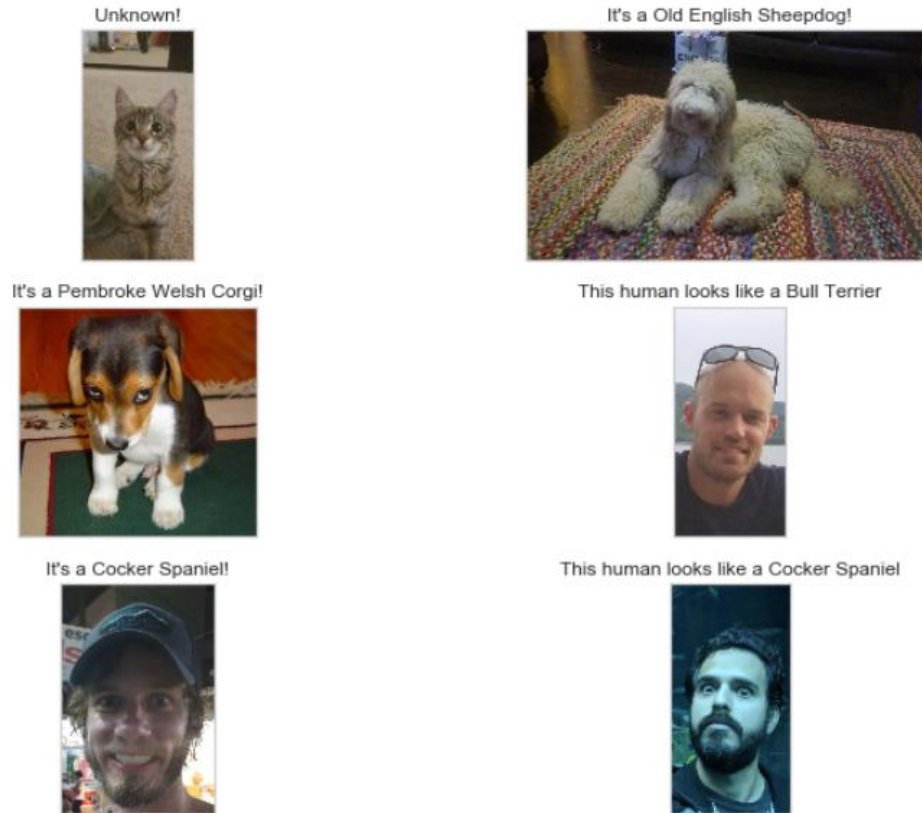 Unknown!
It's a Old English Sheepdog!
It's a Pembroke Welsh Corgi!
This human looks like a Bull Terrier
It's a Cocker Spaniel!
This human looks like a Cocker Spaniel